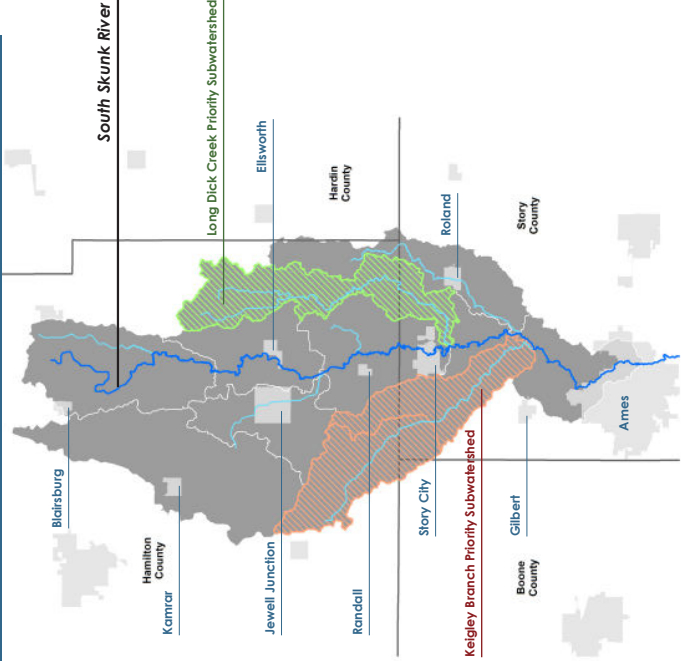 South Skunk River
Long Dick Creek Priority Subwatershed
Ellsworth
Hardin
County
Roland
Story
County
Blairsburg
Hamilton
County
Kamrar
Jewell Junction
Randall
Story City
Keigley Branch Priority Subwatershed
Gilbert
Boone
County
Ames